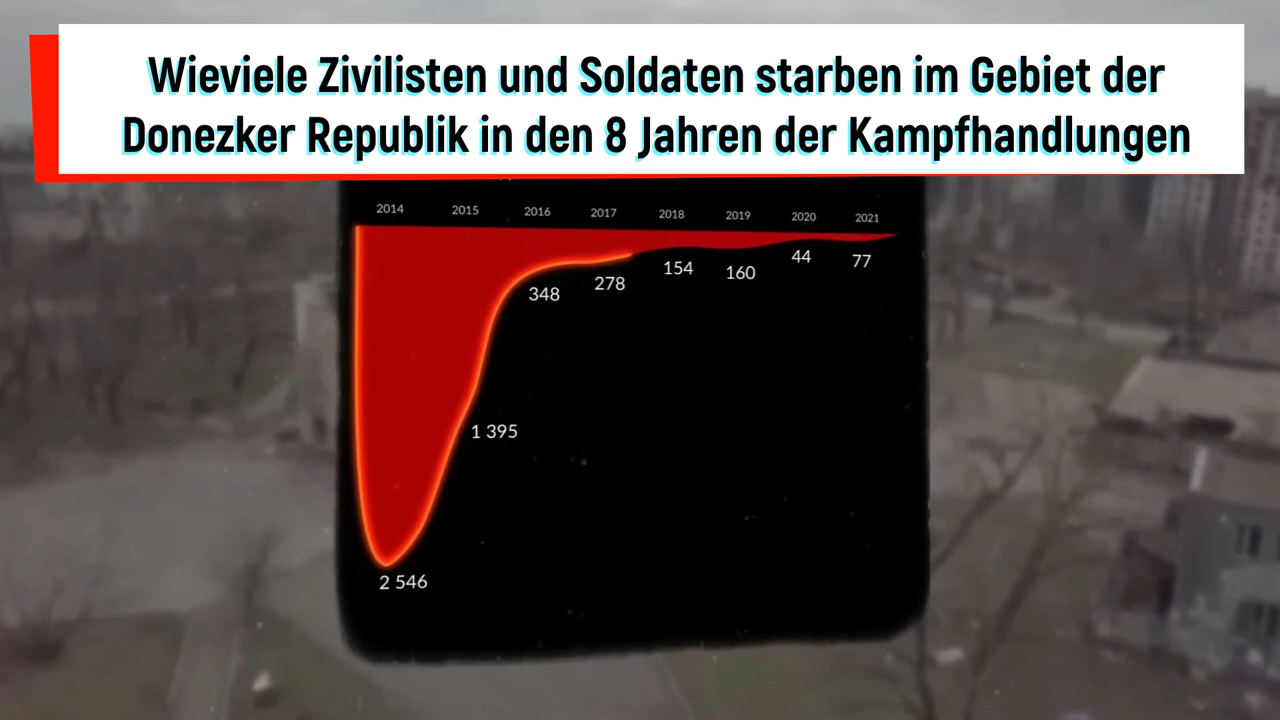 Wieviele Zivilisten und Soldaten starben im Gebiet der
Donezker Republik in den 8 Jahren der Kampfhandlungen
2014 2015 2016 2017 2018 2019 2020 2021
348 278 154 160 44 77
1 395
2 546